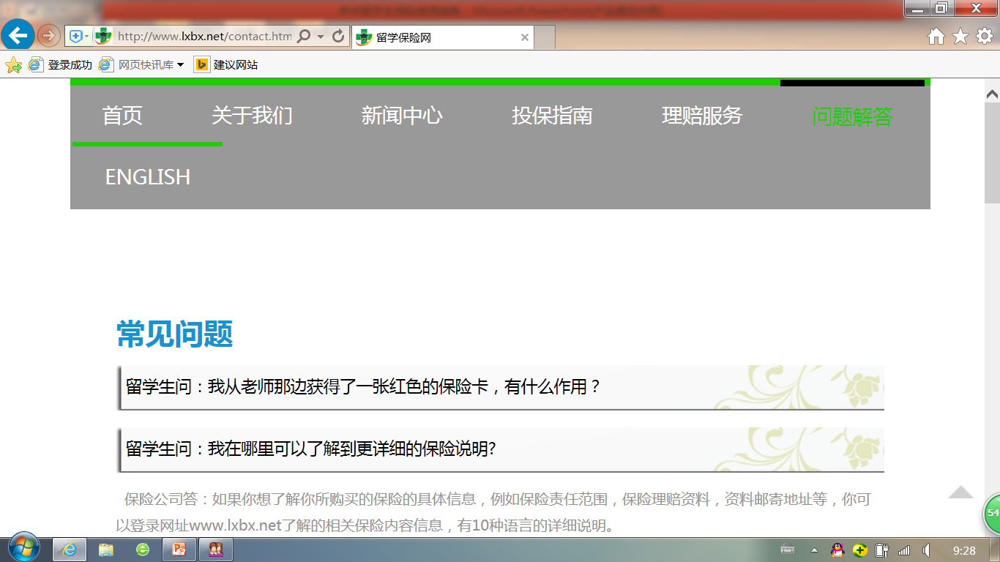 http://www.lxbx.net/contact.htm
留学保险网
登录成功
网页快讯库
建议网站
首页
关于我们
新闻中心
投保指南
理赔服务
问题解答
ENGLISH
常见问题
留学生问：我从老师那边获得了一张红色的保险卡，有什么作用？
留学生问：我在哪里可以了解到更详细的保险说明?
保险公司答：如果你想了解你所购买的保险的具体信息，例如保险责任范围，保险理赔资料，资料邮寄地址等，你可
以登录网址www.lxbx.net了解的相关保险内容信息，有10种语言的详细说明。
54
9:28